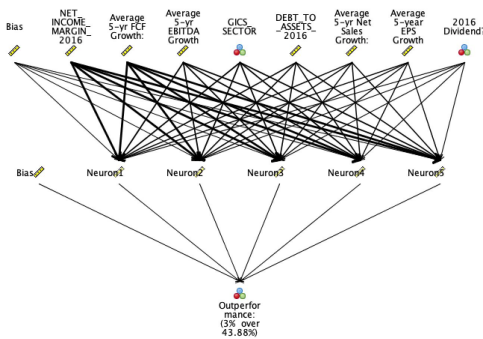 Bias
NET_
INCOME_
MARGIN_
2016
Average
5-yr FCF
Growth:
Average
5-yr
EBITDA
Growth
GICS_
SECTOR
DEBT_TO
_ASSETS_
2016
Average
5-yr Net
Sales
Growth:
Average
5-year
EPS
Growth
2016
Dividend?
Bias
Neuron1
Neuron2
Neuron3
Neuron4
Neuron5
Outperfor
mance:
(3% over
43.88%)